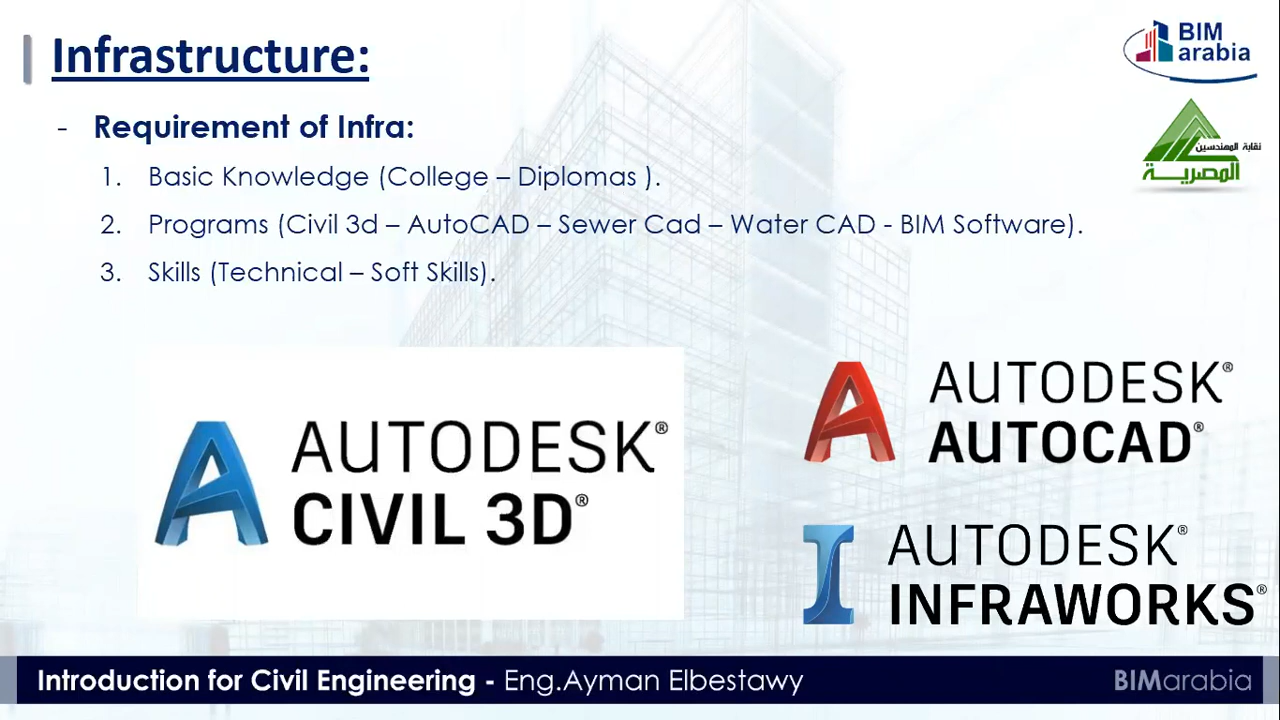 Infrastructure:
BIM
arabia
- Requirement of Infra:
نقابة المهندسين
المصرية
1. Basic Knowledge (College – Diplomas ).
2. Programs (Civil 3d – AutoCAD – Sewer Cad – Water CAD - BIM Software).
3. Skills (Technical – Soft Skills).
AUTODESK®
CIVIL 3D®
AUTODESK®
AUTOCAD®
AUTODESK®
INFRAWORKS®
Introduction for Civil Engineering - Eng.Ayman Elbestawy
BIMarabia